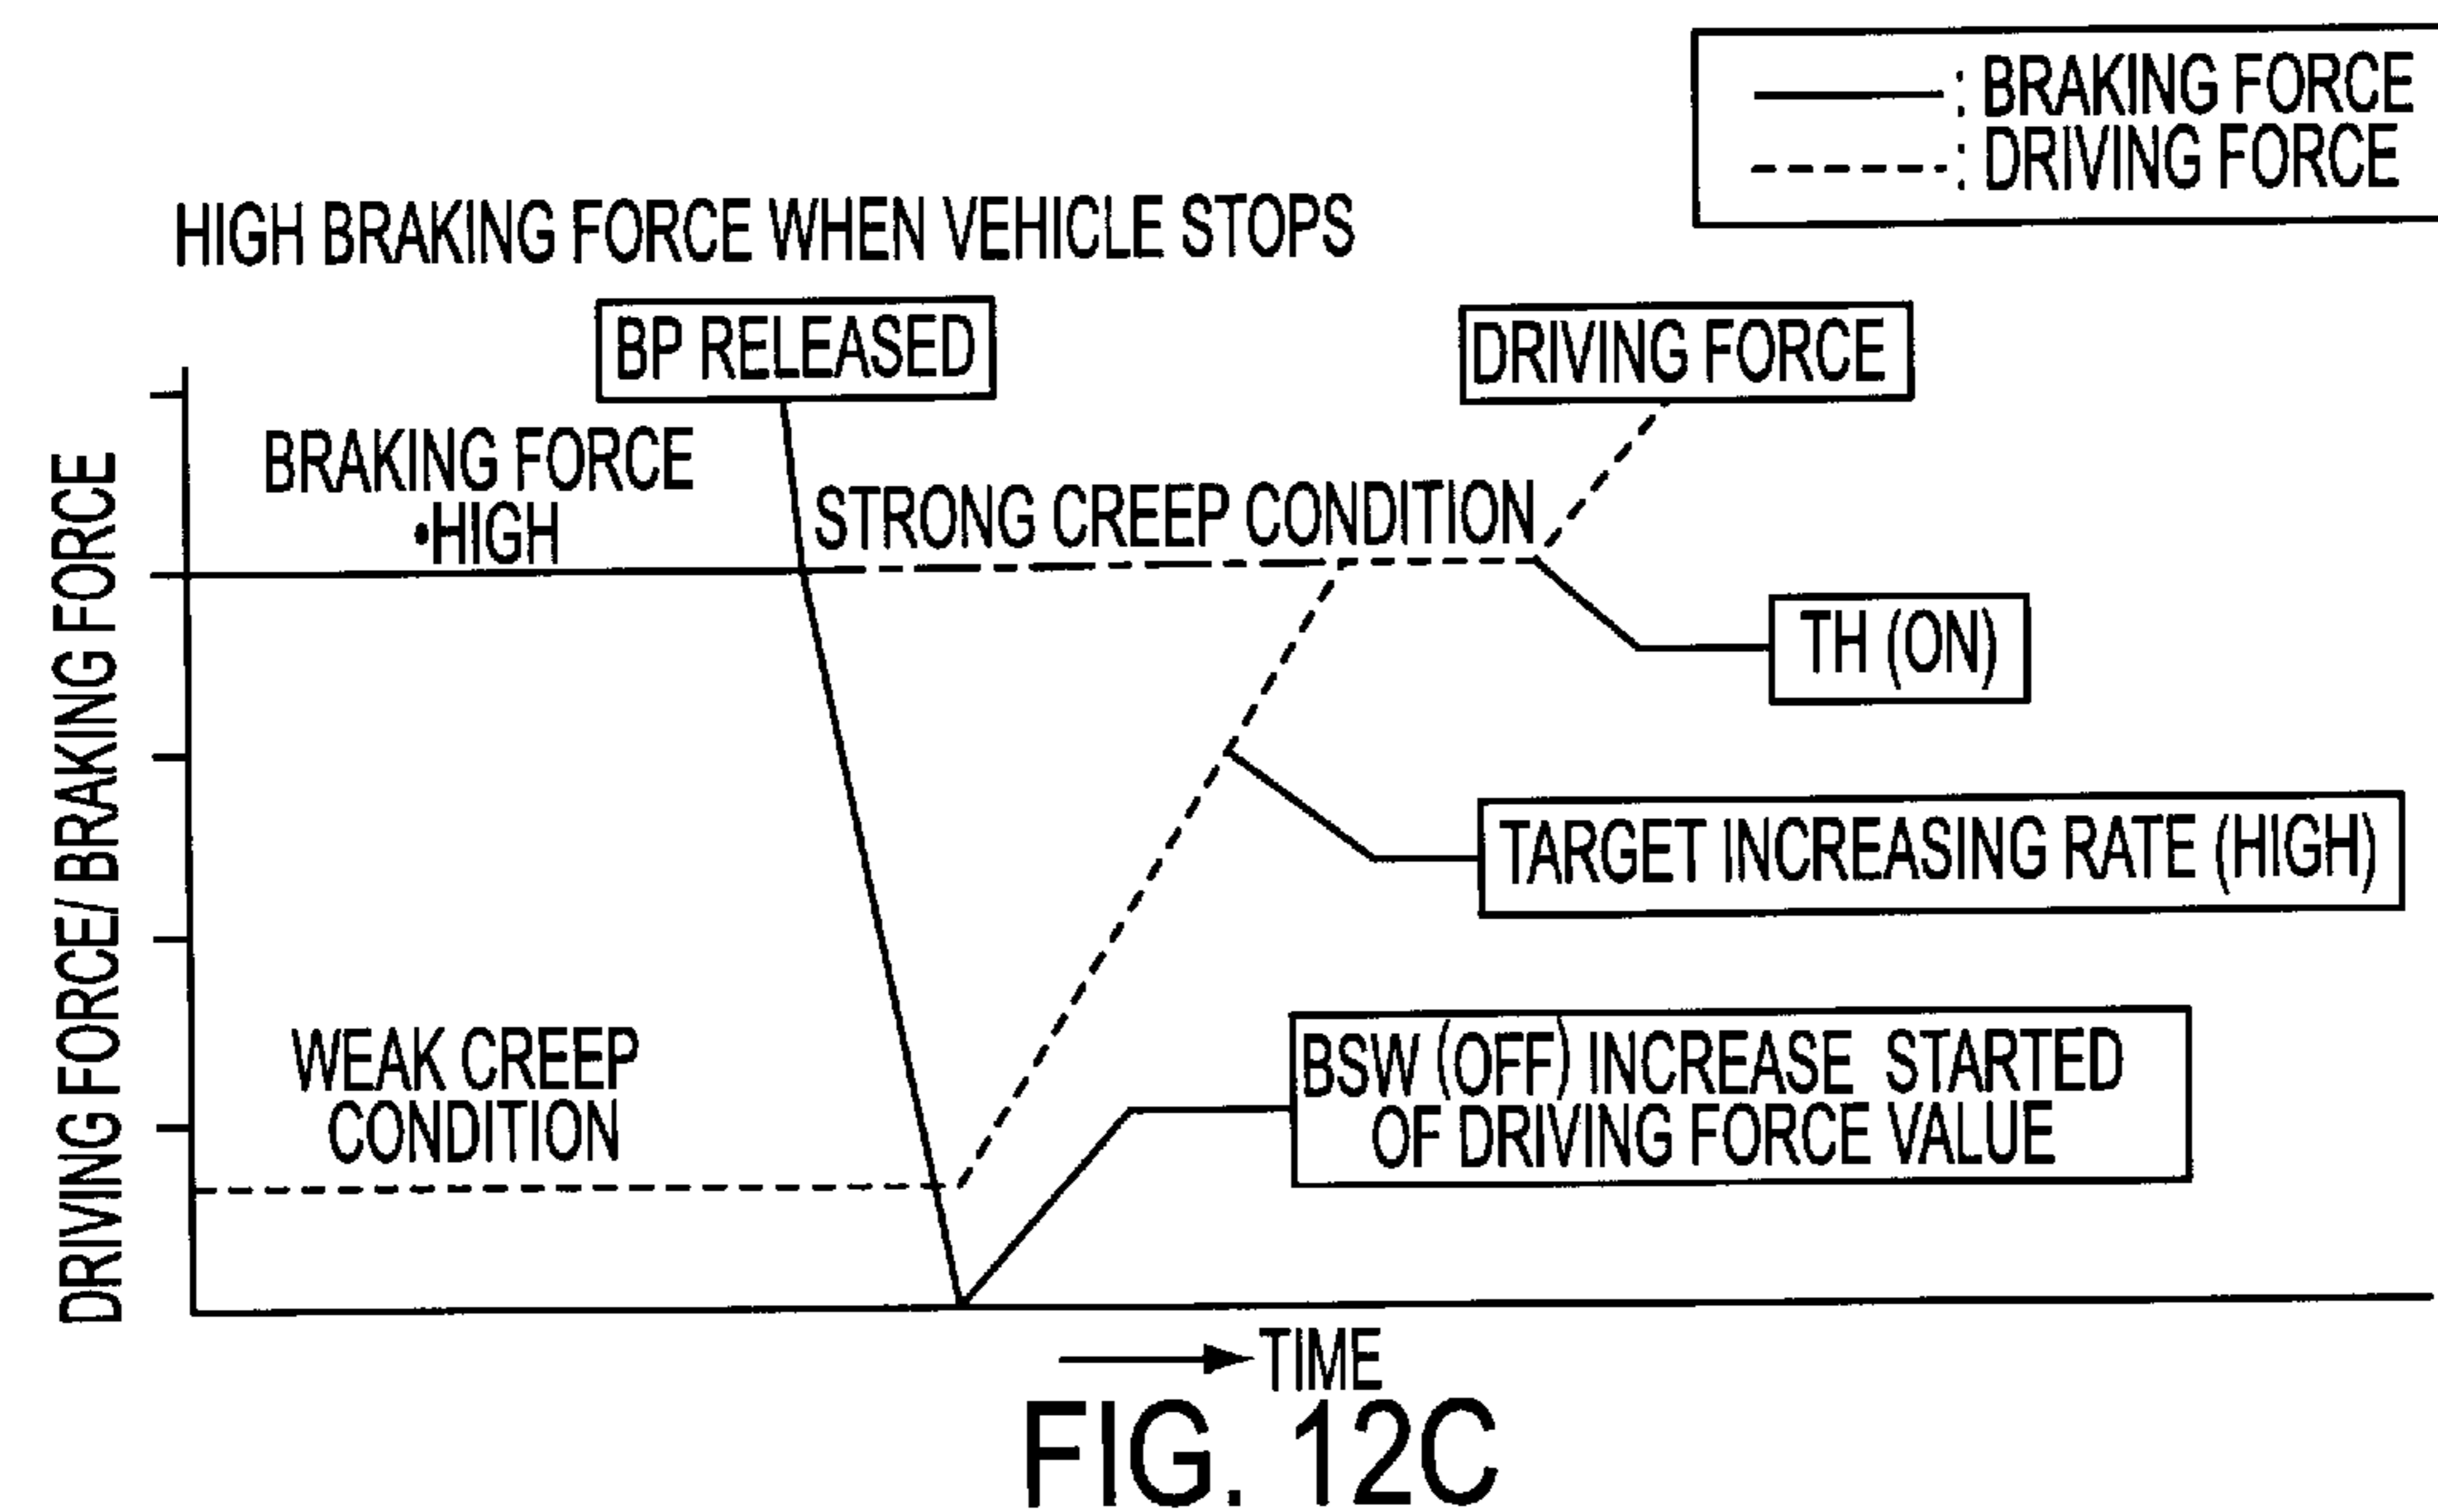 : BRAKING FORCE
: DRIVING FORCE
HIGH BRAKING FORCE WHEN VEHICLE STOPS
BP RELEASED
DRIVING FORCE
BRAKING FORCE
•HIGH
STRONG CREEP CONDITION
TH (ON)
TARGET INCREASING RATE (HIGH)
WEAK CREEP
CONDITION
BSW (OFF) INCREASE STARTED
OF DRIVING FORCE VALUE
DRIVING FORCE/BRAKING FORCE
TIME
FIG. 12C